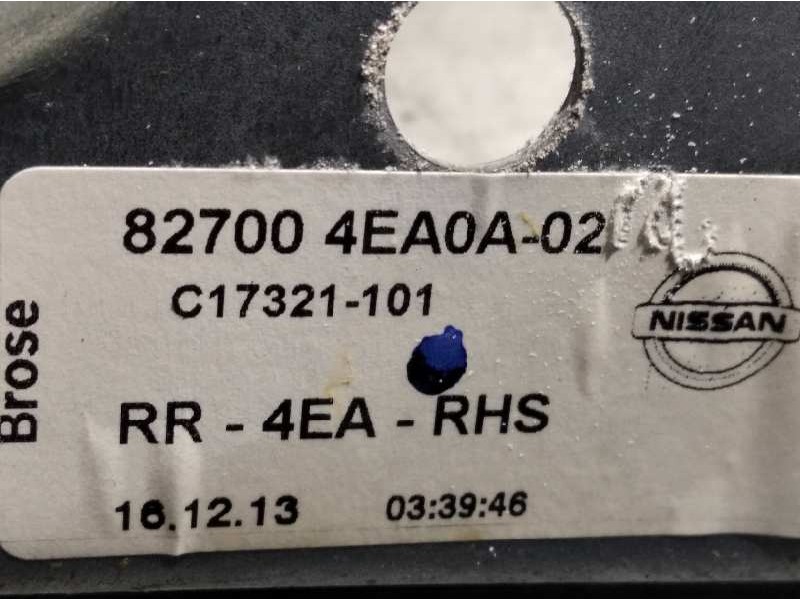 82700 4EA0A-02
C17321-101
NISSAN
Brose
RR - 4EA - RHS
16.12.13 03:39:46